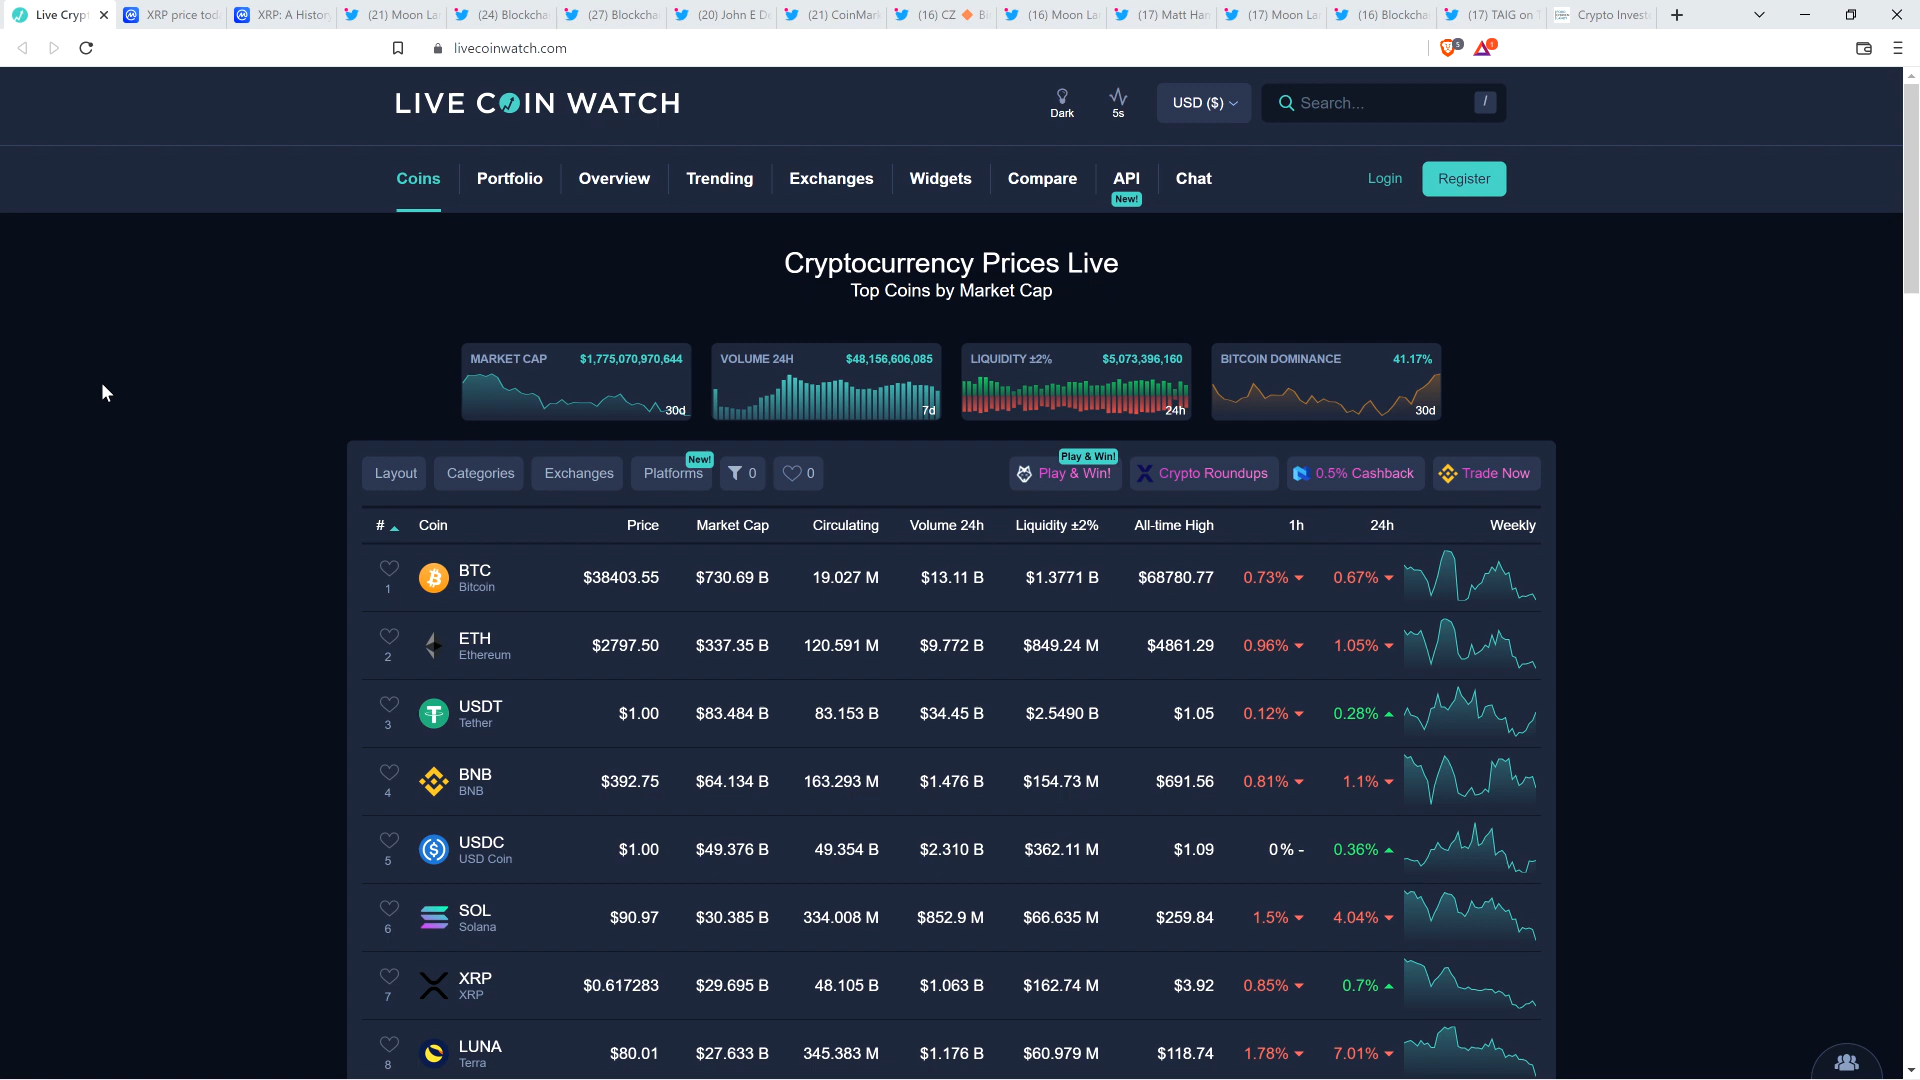 Live Crypt
XRP price toda
XRP: A History
(21) Moon La
(24) Blockcha
(27) Blockchai
(20) John E De
(21) CoinMark
(16) CZ 🔶 Bi
(16) Moon La
(17) Matt Ham
(17) Moon La
(16) Blockchai
(17) TAIG on T
Crypto Invest
livecoinwatch.com
5
1
LIVE COIN WATCH
Dark
5s
USD ($)
Search...
/
Coins
Portfolio
Overview
Trending
Exchanges
Widgets
Compare
API
New!
Chat
Login
Register
Cryptocurrency Prices Live
Top Coins by Market Cap
MARKET CAP $1,775,070,970,644
30d
VOLUME 24H $48,156,606,085
7d
LIQUIDITY ±2% $5,073,396,160
24h
BITCOIN DOMINANCE 41.17%
30d
Layout
Categories
Exchanges
Platforms
New!
0
0
Play & Win!
Play & Win!
Crypto Roundups
0.5% Cashback
Trade Now
# Coin Price Market Cap Circulating Volume 24h Liquidity ±2% All-time High 1h 24h Weekly
1 BTC Bitcoin $38403.55 $730.69 B 19.027 M $13.11 B $1.3771 B $68780.77 0.73% 0.67%
2 ETH Ethereum $2797.50 $337.35 B 120.591 M $9.772 B $849.24 M $4861.29 0.96% 1.05%
3 USDT Tether $1.00 $83.484 B 83.153 B $34.45 B $2.5490 B $1.05 0.12% 0.28%
4 BNB BNB $392.75 $64.134 B 163.293 M $1.476 B $154.73 M $691.56 0.81% 1.1%
5 USDC USD Coin $1.00 $49.376 B 49.354 B $2.310 B $362.11 M $1.09 0% - 0.36%
6 SOL Solana $90.97 $30.385 B 334.008 M $852.9 M $66.635 M $259.84 1.5% 4.04%
7 XRP XRP $0.617283 $29.695 B 48.105 B $1.063 B $162.74 M $3.92 0.85% 0.7%
8 LUNA Terra $80.01 $27.633 B 345.383 M $1.176 B $60.979 M $118.74 1.78% 7.01%